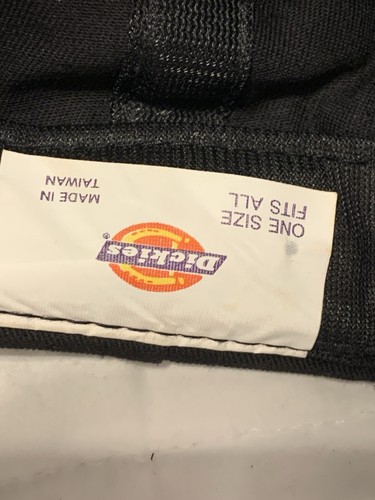 Dickies
ONE SIZE
FITS ALL
MADE IN
TAIWAN